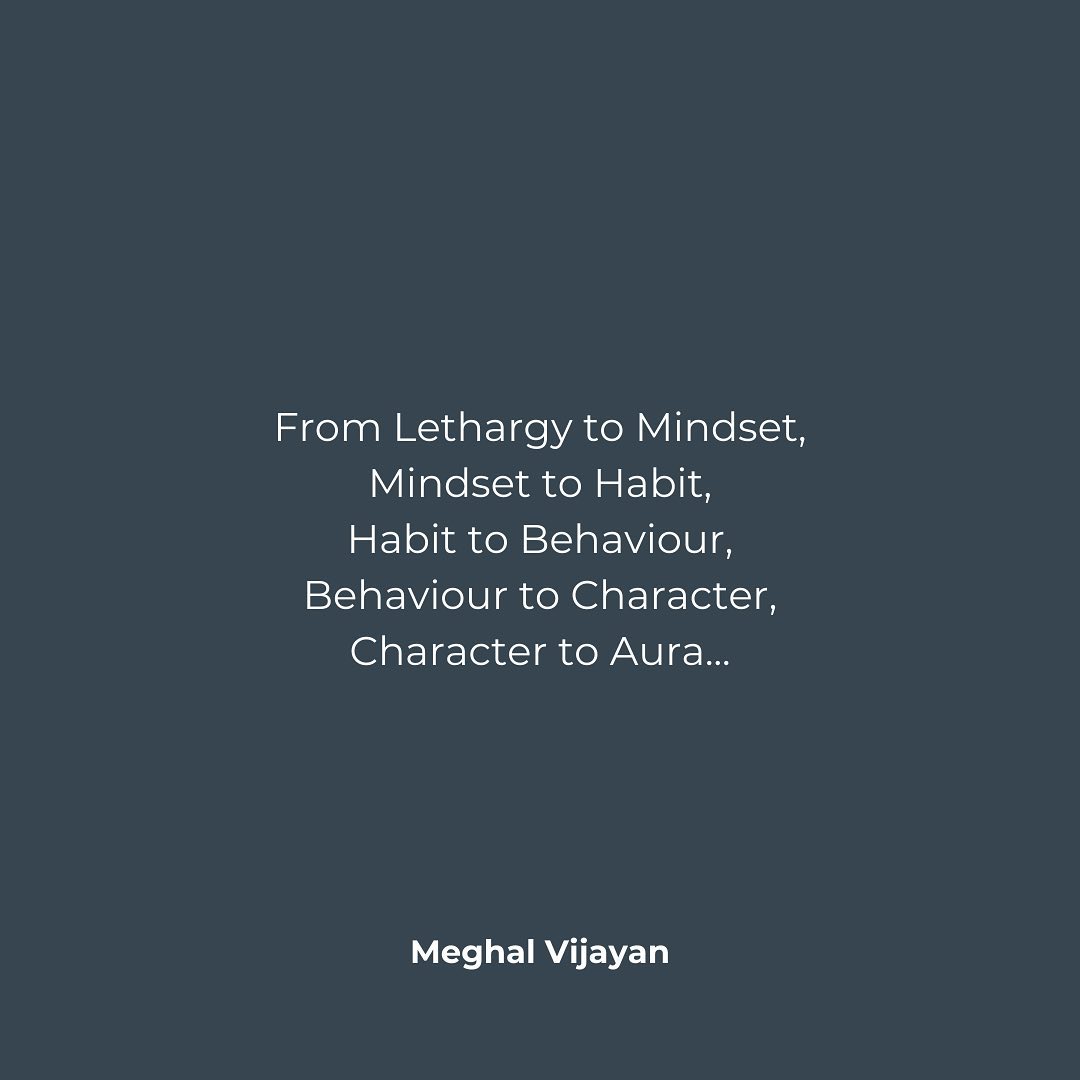 From Lethargy to Mindset,
Mindset to Habit,
Habit to Behaviour,
Behaviour to Character,
Character to Aura...
Meghal Vijayan